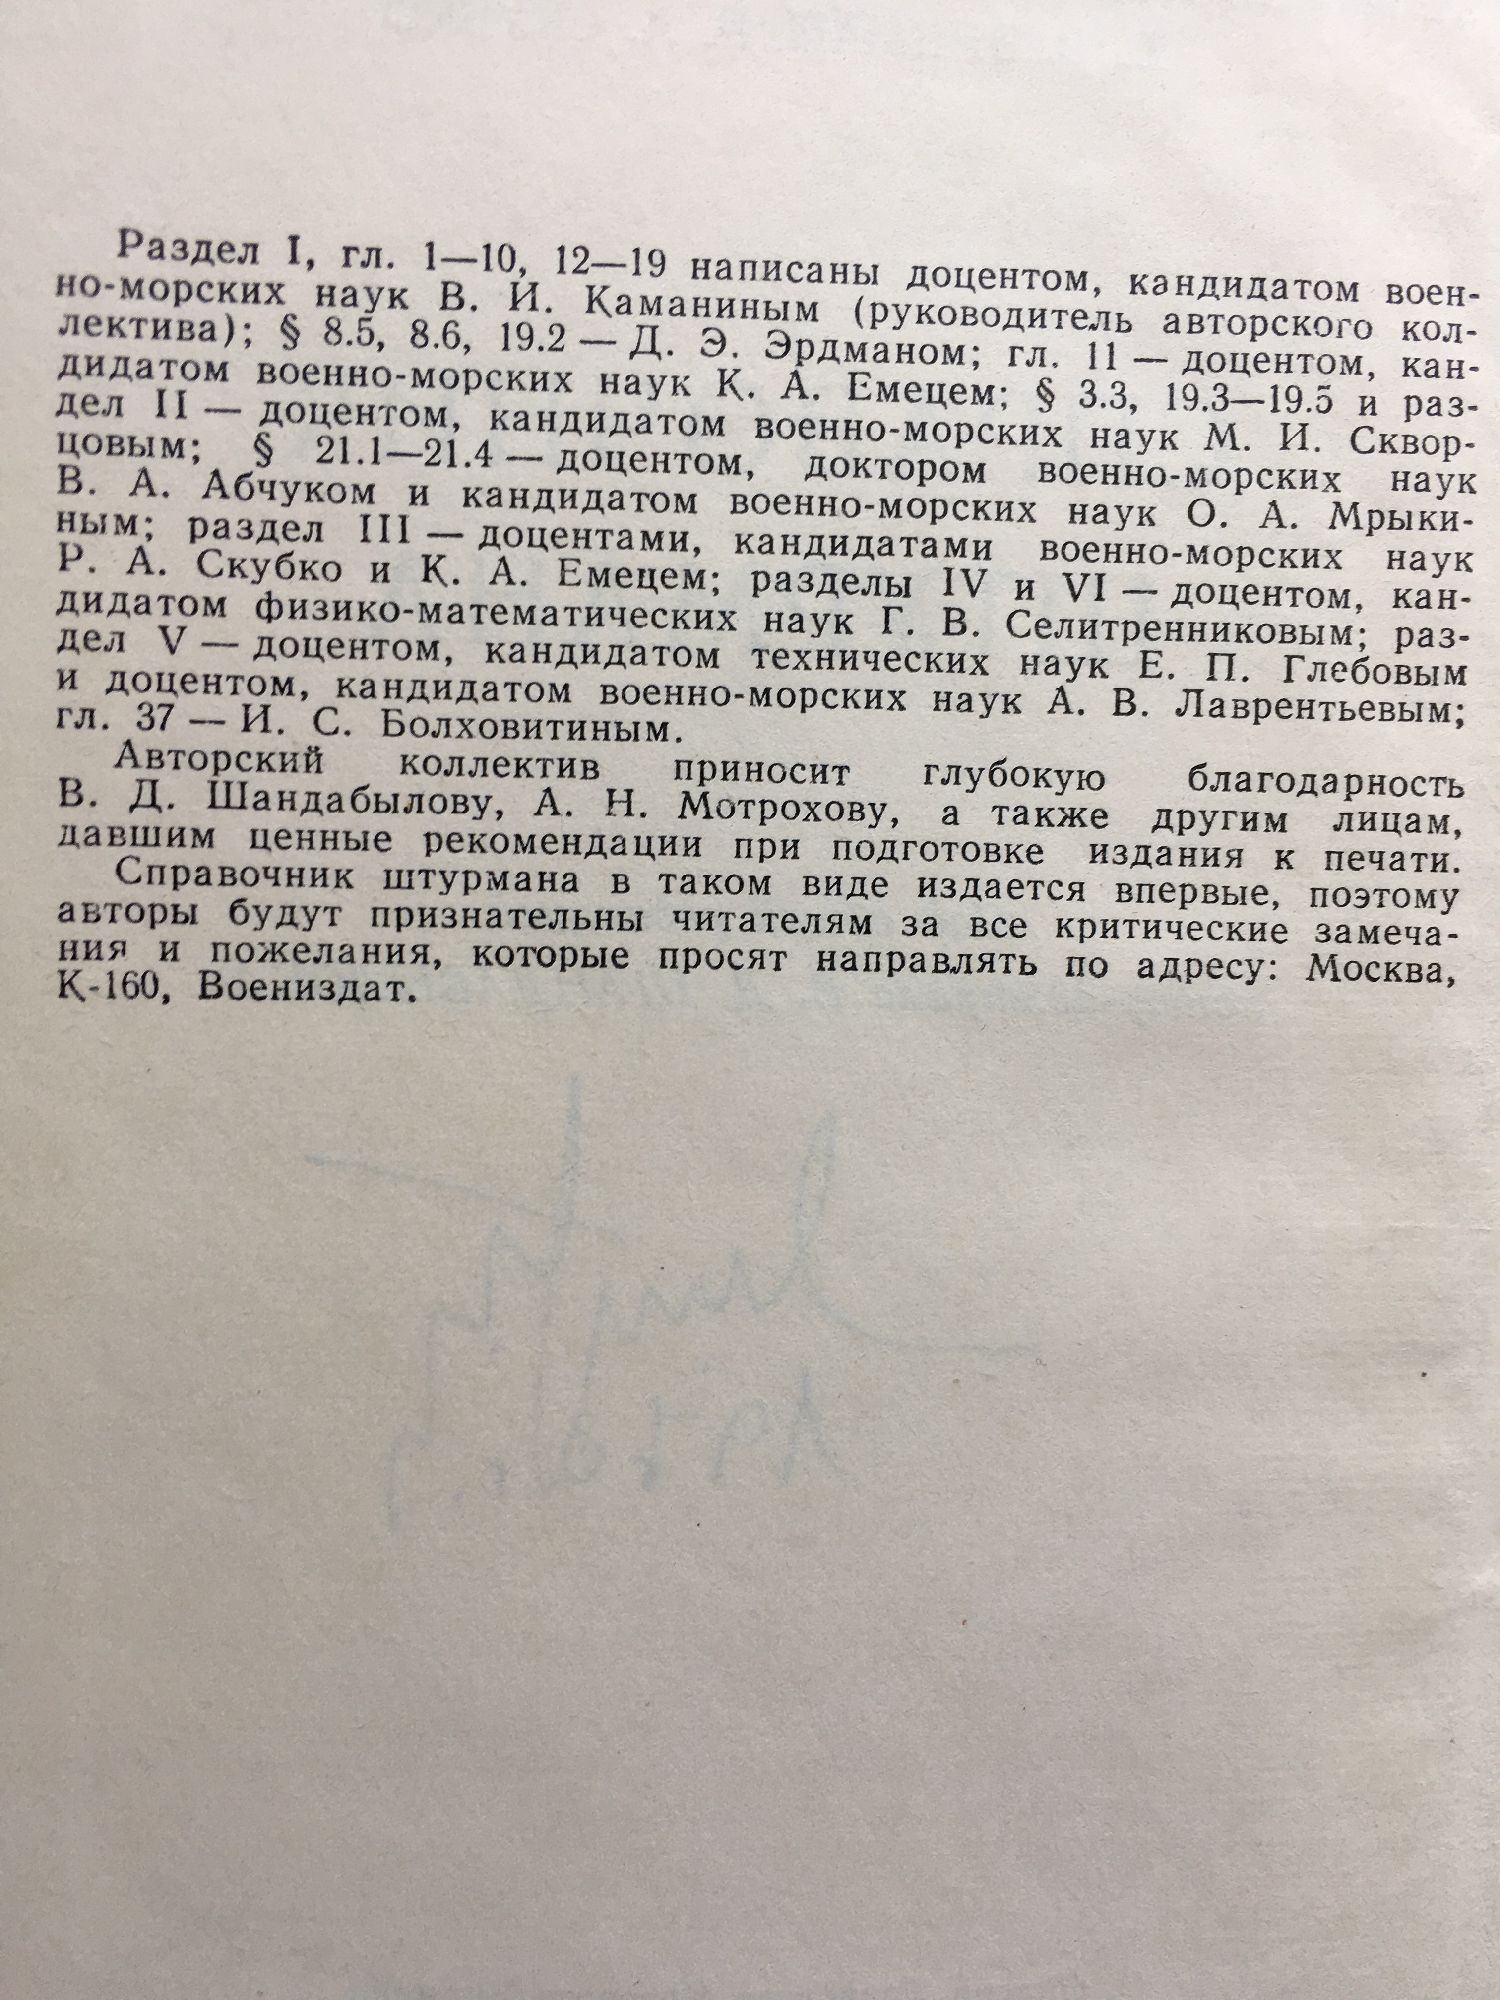 Раздел I, гл. 1—10, 12—19 написаны доцентом, кандидатом воен-
но-морских наук В. И. Каманиным (руководитель авторского кол-
лектива); § 8.5, 8.6, 19.2 — Д. Э. Эрдманом; гл. 11 — доцентом, кан-
дидатом военно-морских наук К. А. Емецем; § 3.3, 19.3—19.5 и раз-
дел II — доцентом, кандидатом военно-морских наук М. И. Сквор-
цовым; § 21.1—21.4 — доцентом, доктором военно-морских наук
В. А. Абчуком и кандидатом военно-морских наук О. А. Мрыки-
ным; раздел III — доцентами, кандидатами военно-морских наук
Р. А. Скубко и К. А. Емецем; разделы IV и VI — доцентом, кан-
дидатом физико-математических наук Г. В. Селитренниковым; раз-
дел V — доцентом, кандидатом технических наук Е. П. Глебовым
и доцентом, кандидатом военно-морских наук А. В. Лаврентьевым;
гл. 37 — И. С. Болховитиным.
Авторский коллектив приносит глубокую благодарность
В. Д. Шандабылову, А. Н. Мотрохову, а также другим лицам,
давшим ценные рекомендации при подготовке издания к печати.
Справочник штурмана в таком виде издается впервые, поэтому
авторы будут признательны читателям за все критические замеча-
ния и пожелания, которые просят направлять по адресу: Москва,
К-160, Воениздат.